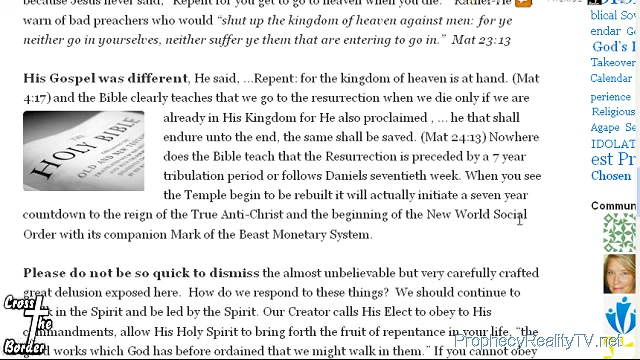 because Jesus never said, "Repent for you get to go to heaven when you die." Rather He
warn of bad preachers who would "shut up the kingdom of heaven against men: for ye
neither go in yourselves, neither suffer ye them that are entering to go in." Mat 23:13
His Gospel was different, He said, ...Repent: for the kingdom of heaven is at hand. (Mat
4:17) and the Bible clearly teaches that we go to the resurrection when we die only if we are
already in His Kingdom for He also proclaimed , ... he that shall
endure unto the end, the same shall be saved. (Mat 24:13) Nowhere
does the Bible teach that the Resurrection is preceded by a 7 year
tribulation period or follows Daniels seventieth week. When you see
the Temple begin to be rebuilt it will actually initiate a seven year
countdown to the reign of the True Anti-Christ and the beginning of the New World Social
Order with its companion Mark of the Beast Monetary System.
THE
HOLY BIBLE
OLD AND NEW
Please do not be so quick to dismiss the almost unbelievable but very carefully crafted
great delusion exposed here. How do we respond to these things? We should continue to
in the Spirit and be led by the Spirit. Our Creator calls His Elect to obey to His
commandments, allow His Holy Spirit to bring forth the fruit of repentance in your life, "the
works which God has before ordained that we might walk in them." If you cannot obey
blical Sov
endar G
God's I
Takeover
Calendar
perience
Religious
Agape Se
IDOLAT
est Pr
Chosen
Commun
Cross
The
Border
ProphecyRealityTV.net